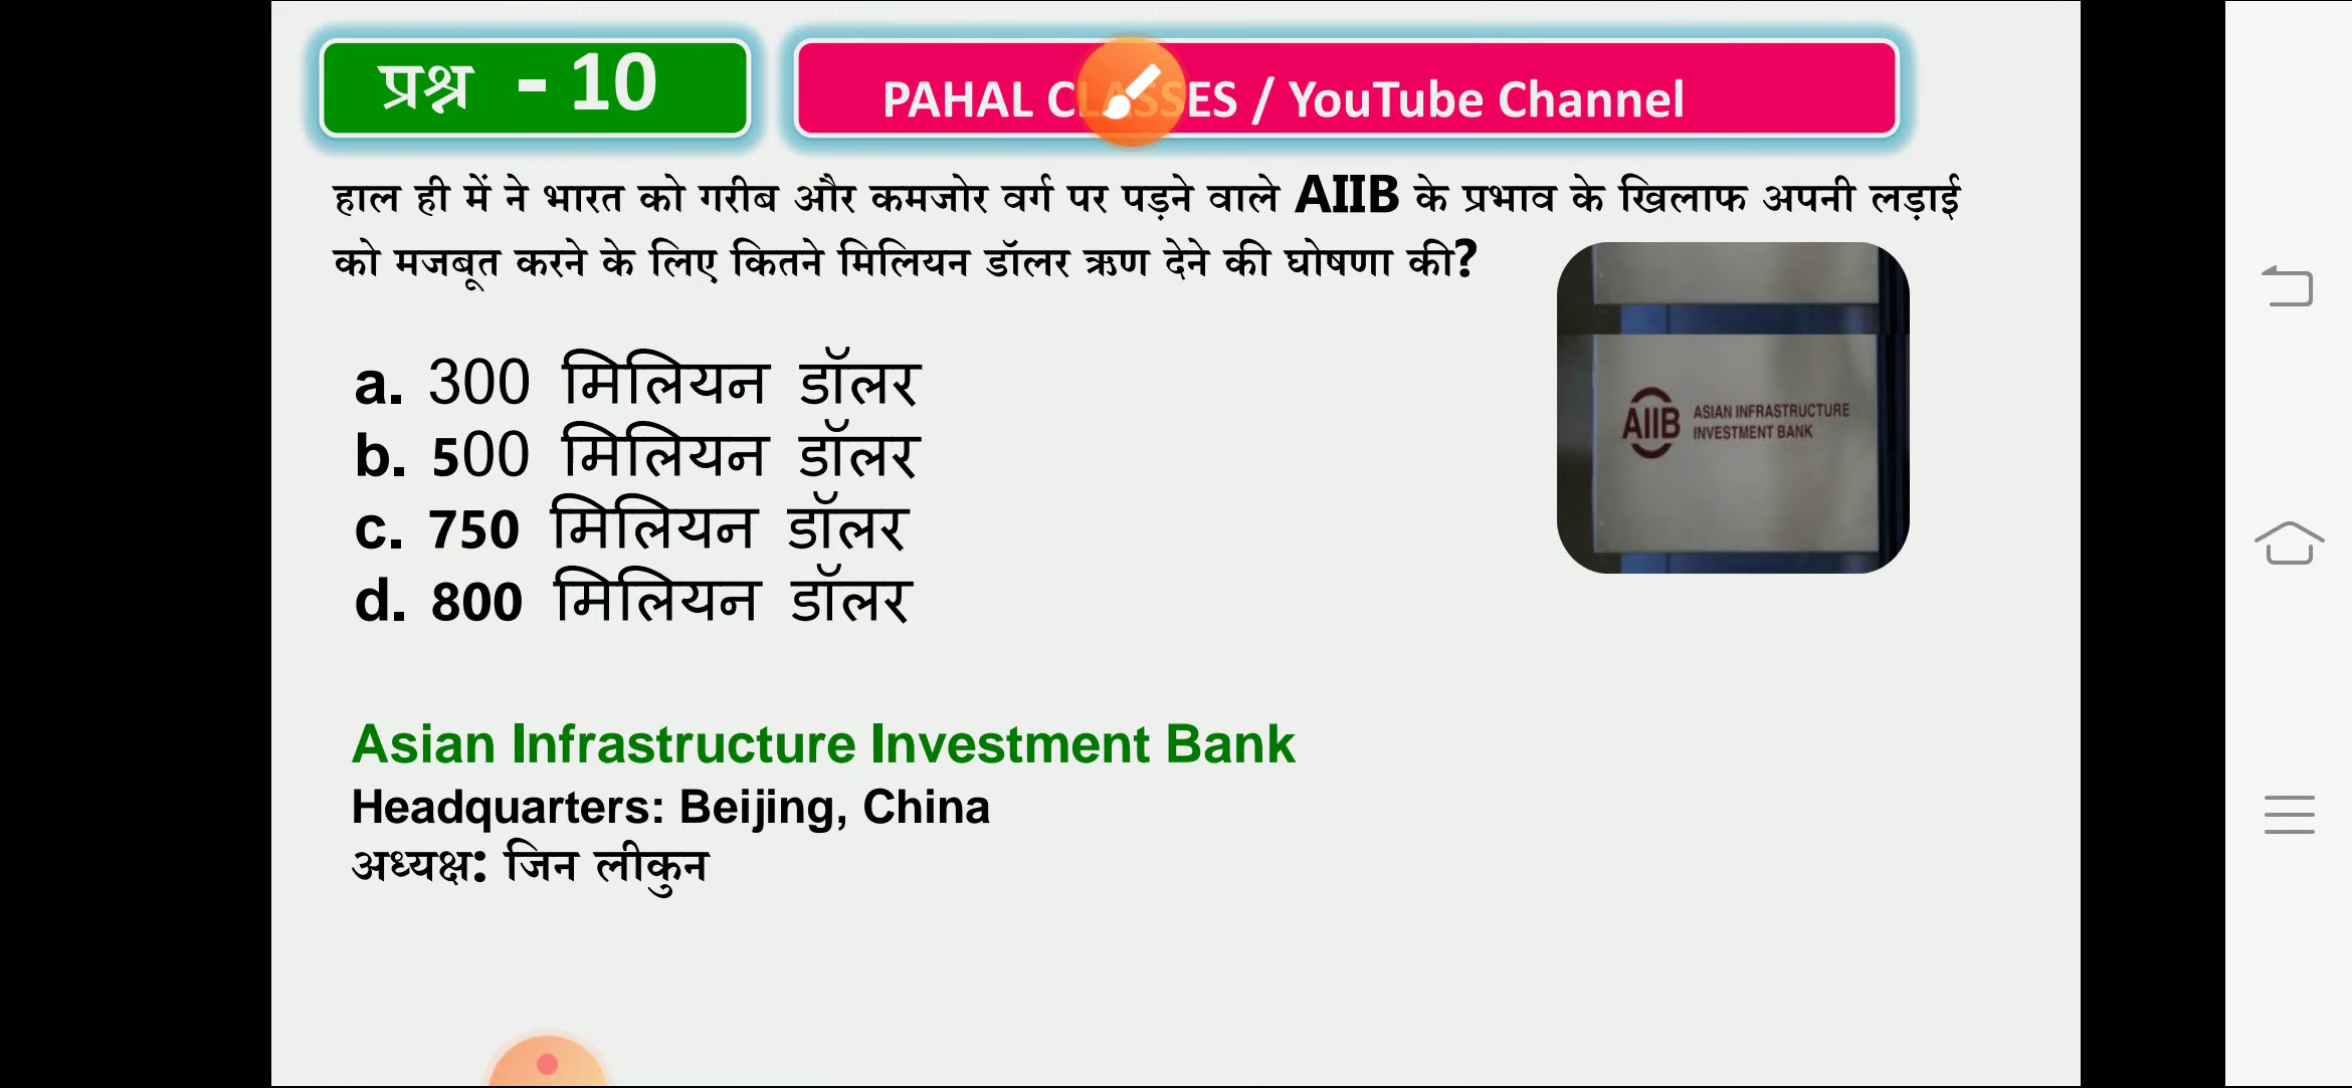 प्रश्न - 10
PAHAL CLASSES / YouTube Channel
हाल ही में ने भारत को गरीब और कमजोर वर्ग पर पड़ने वाले AIIB के प्रभाव के खिलाफ अपनी लड़ाई
को मजबूत करने के लिए कितने मिलियन डॉलर ऋण देने की घोषणा की?
a. 300 मिलियन डॉलर
b. 500 मिलियन डॉलर
c. 750 मिलियन डॉलर
d. 800 मिलियन डॉलर
AIIB ASIAN INFRASTRUCTURE
INVESTMENT BANK
Asian Infrastructure Investment Bank
Headquarters: Beijing, China
अध्यक्ष: जिन लीकुन